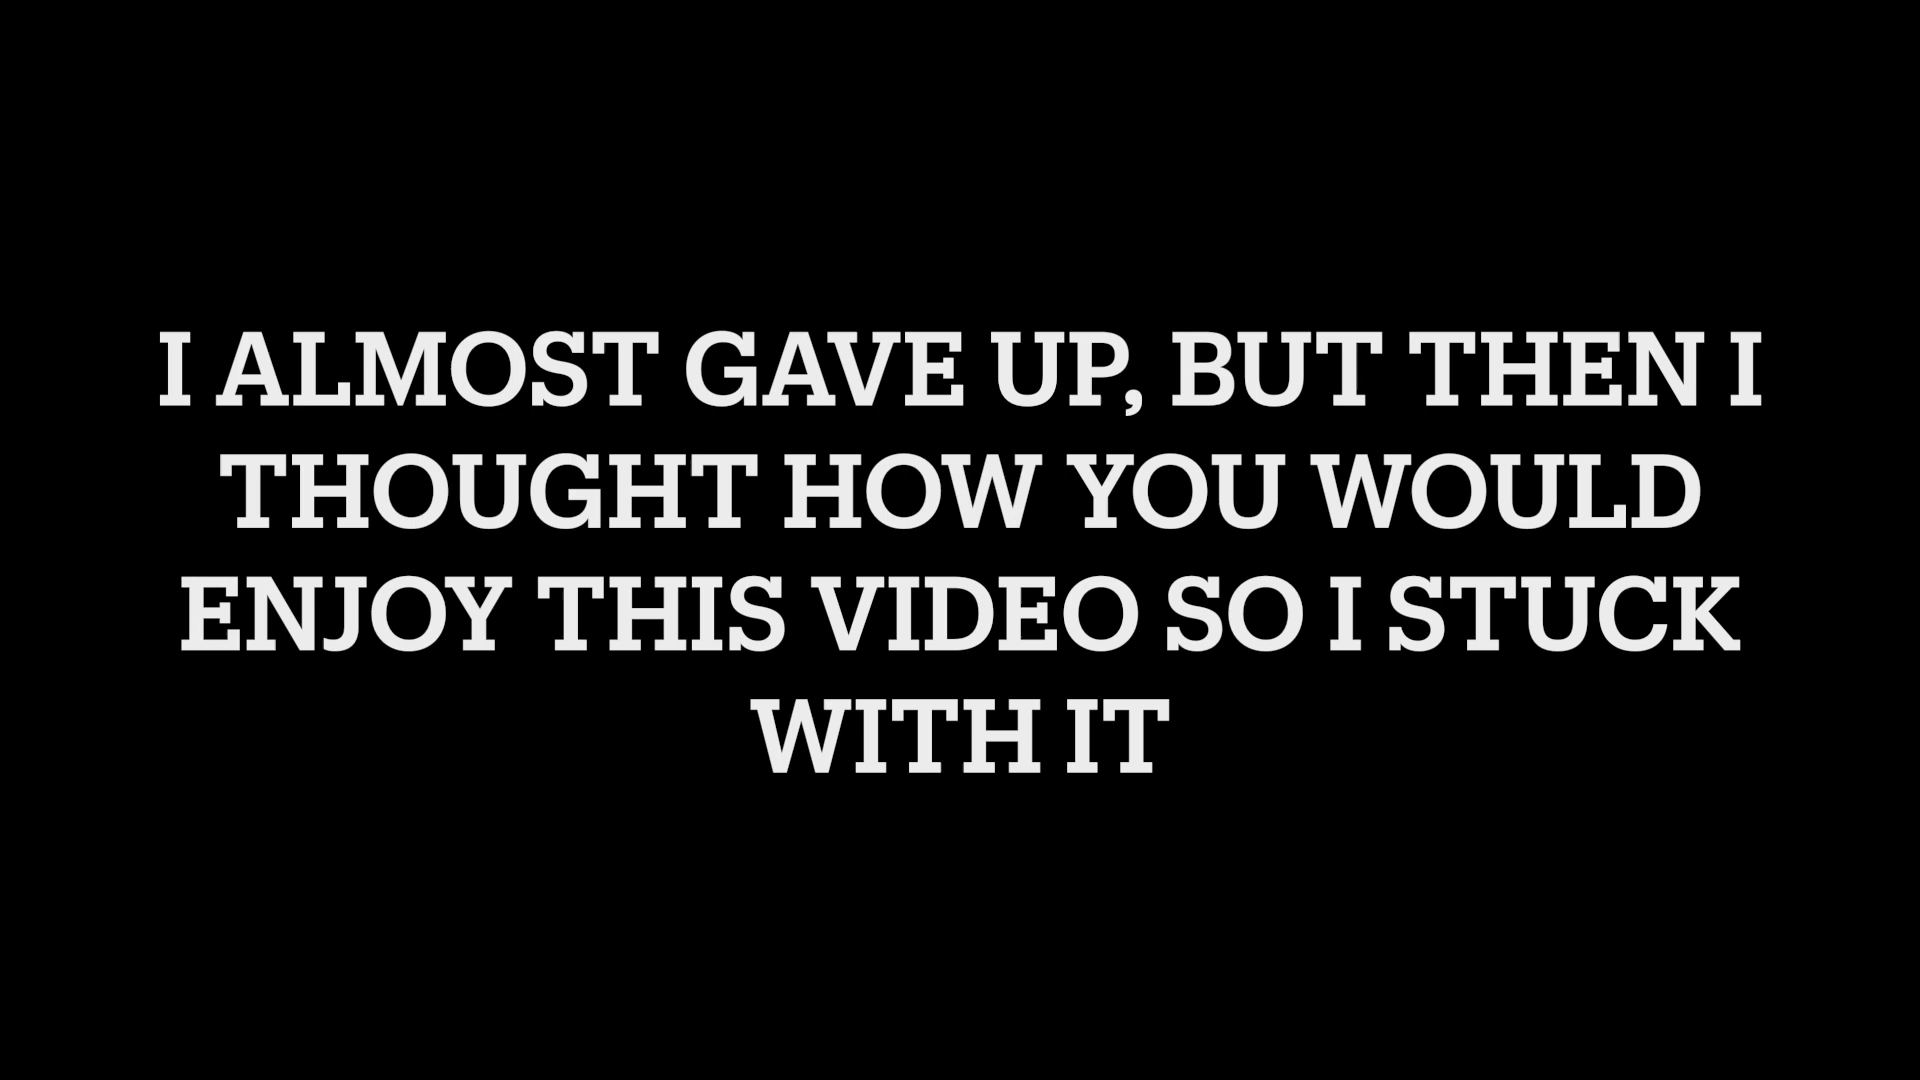 I ALMOST GAVE UP, BUT THEN I
THOUGHT HOW YOU WOULD
ENJOY THIS VIDEO SO I STUCK
WITH IT